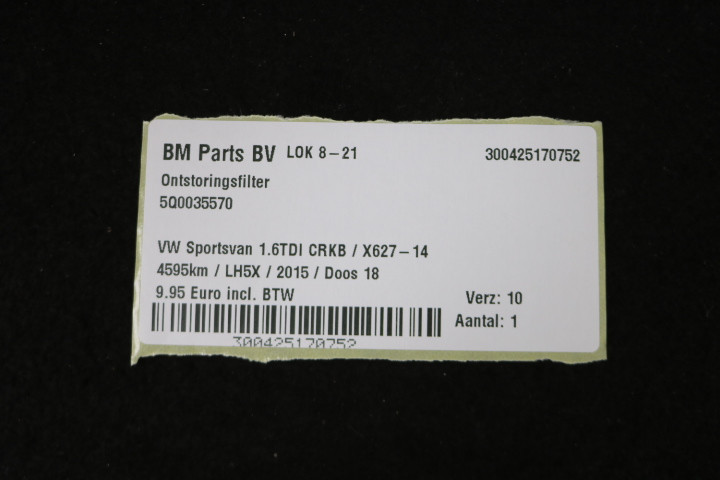 BM Parts BV LOK 8-21 300425170752
Ontstoringsfilter
5Q0035570
VW Sportsvan 1.6TDI CRKB / X627-14
4595km / LH5X / 2015 / Doos 18
9.95 Euro incl. BTW Verz: 10
Aantal: 1
300425170752